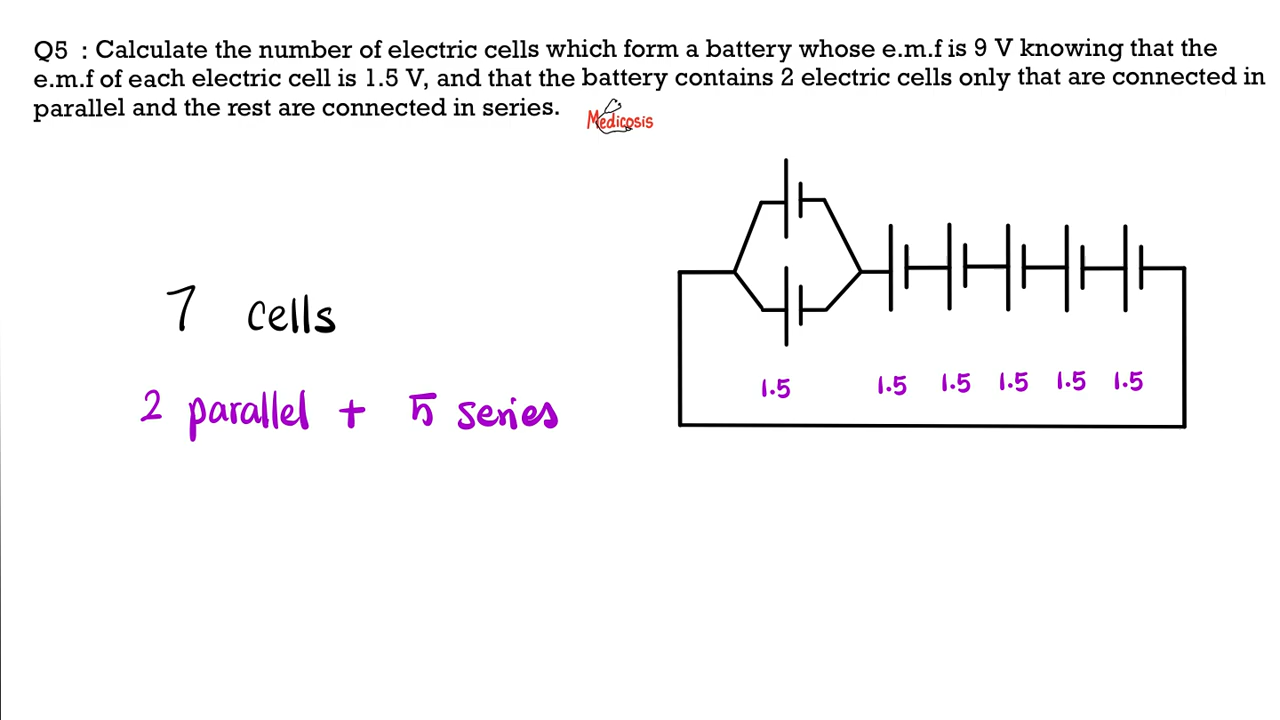 Q5 : Calculate the number of electric cells which form a battery whose e.m.f is 9 V knowing that the
e.m.f of each electric cell is 1.5 V, and that the battery contains 2 electric cells only that are connected in
parallel and the rest are connected in series.
Medicosis
7 cells
1.5 1.5 1.5 1.5 1.5 1.5
2 parallel + 5 series